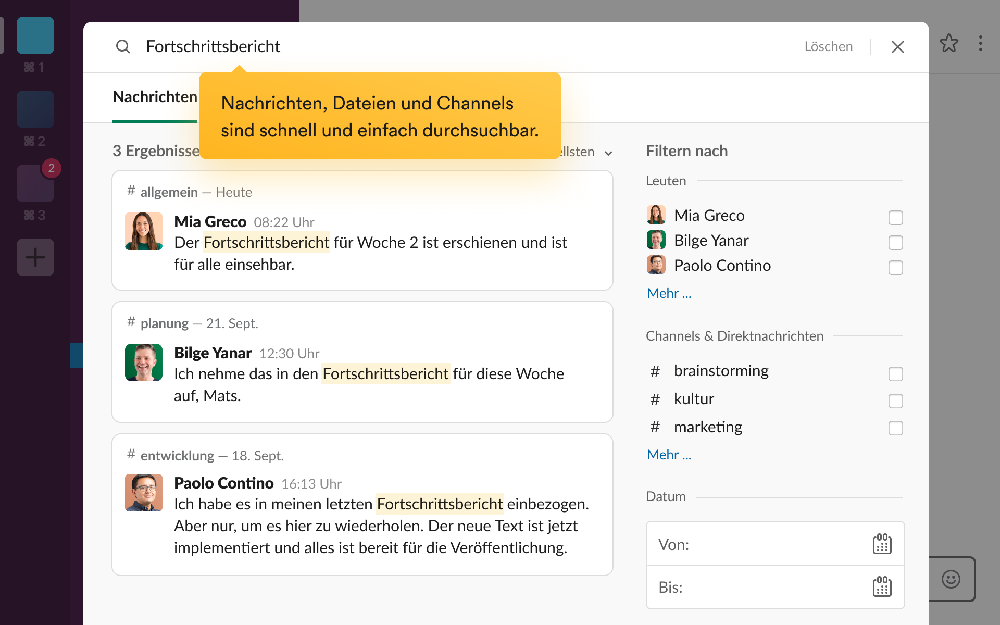 ⌘ 1
⌘ 2
2
⌘ 3
Fortschrittsbericht
Löschen
Nachrichten, Dateien und Channels
sind schnell und einfach durchsuchbar.
Nachrichten
3 Ergebnisse
# allgemein — Heute
Mia Greco 08:22 Uhr
Der Fortschrittsbericht für Woche 2 ist erschienen und ist
für alle einsehbar.
# planung — 21. Sept.
Bilge Yanar 12:30 Uhr
Ich nehme das in den Fortschrittsbericht für diese Woche
auf, Mats.
# entwicklung — 18. Sept.
Paolo Contino 16:13 Uhr
Ich habe es in meinen letzten Fortschrittsbericht einbezogen.
Aber nur, um es hier zu wiederholen. Der neue Text ist jetzt
implementiert und alles ist bereit für die Veröffentlichung.
Filtern nach
Leuten
Mia Greco
Bilge Yanar
Paolo Contino
Mehr ...
Channels & Direktnachrichten
# brainstorming
# kultur
# marketing
Mehr ...
Datum
Von:
Bis: